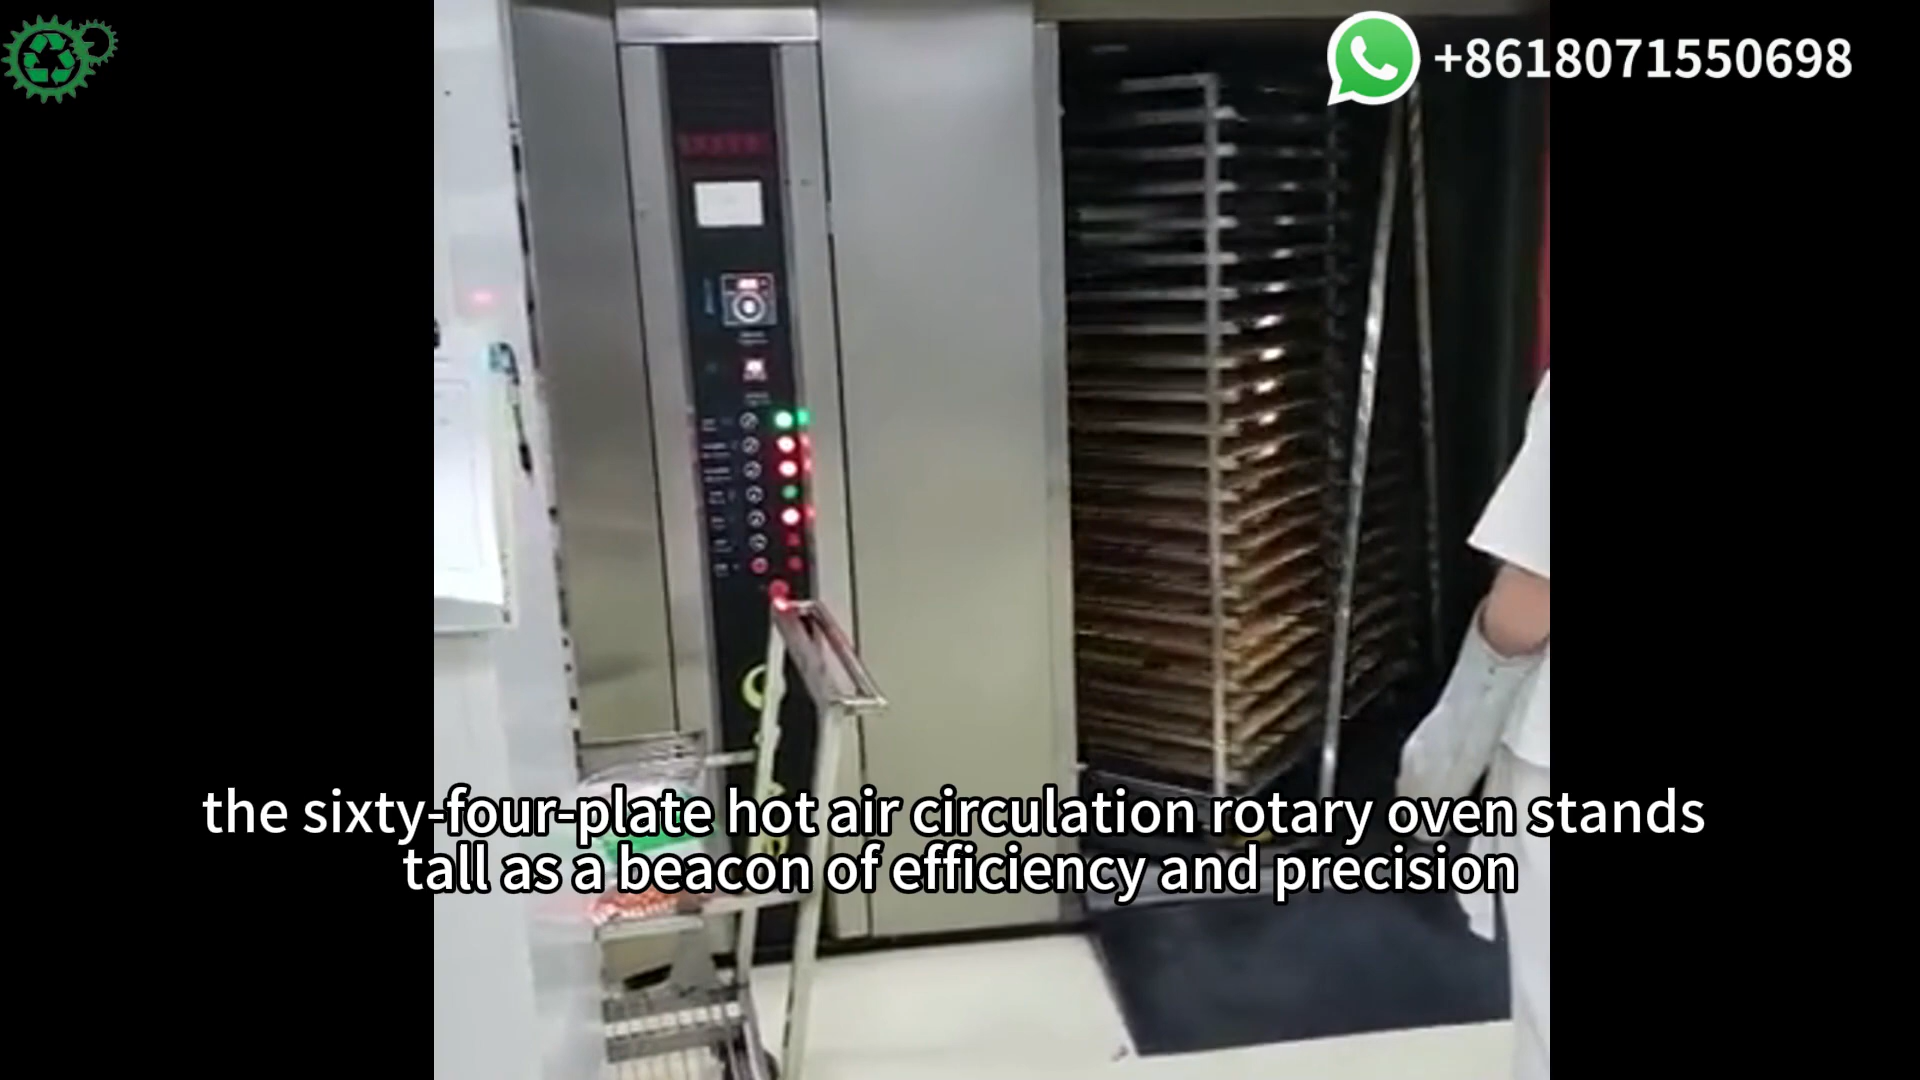 +8618071550698
the sixty-four-plate hot air circulation rotary oven stands
tall as a beacon of efficiency and precision